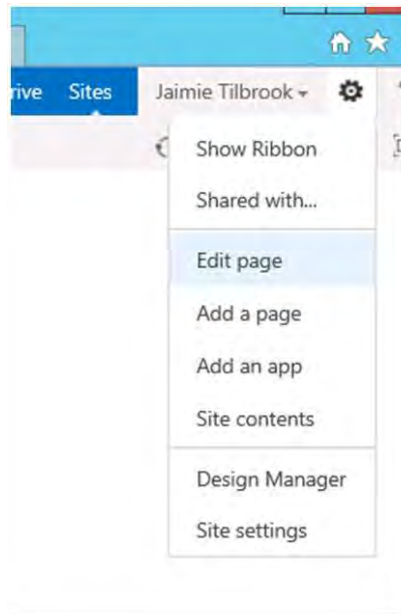 Sites Jaimie Tilbrook
Show Ribbon
Shared with...
Edit page
Add a page
Add an app
Site contents
Design Manager
Site settings